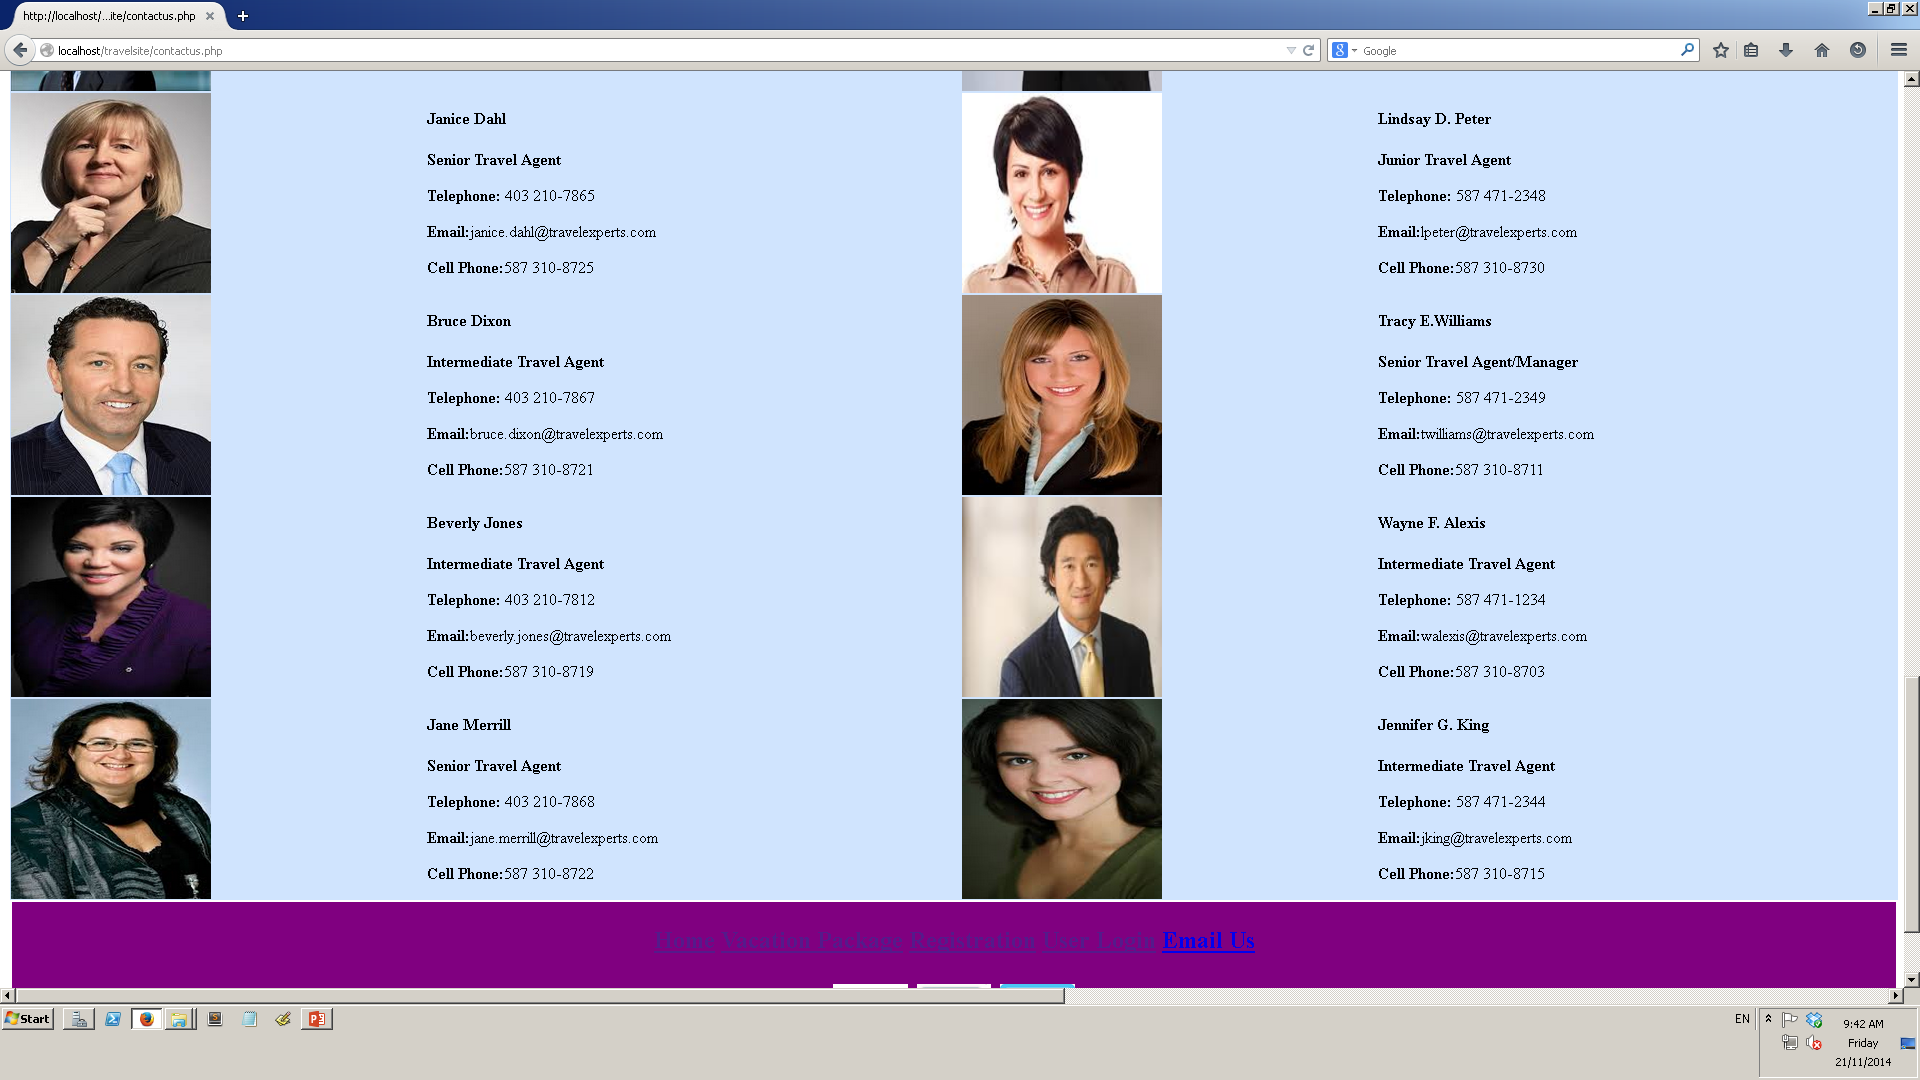 http://localhost/...ite/contactus.php
localhost/travelsite/contactus.php
Google
Janice Dahl
Senior Travel Agent
Telephone: 403 210-7865
Email:janice.dahl@travelexperts.com
Cell Phone:587 310-8725
Lindsay D. Peter
Junior Travel Agent
Telephone: 587 471-2348
Email:lpeter@travelexperts.com
Cell Phone:587 310-8730
Bruce Dixon
Intermediate Travel Agent
Telephone: 403 210-7867
Email:bruce.dixon@travelexperts.com
Cell Phone:587 310-8721
Tracy E.Williams
Senior Travel Agent/Manager
Telephone: 587 471-2349
Email:twilliams@travelexperts.com
Cell Phone:587 310-8711
Beverly Jones
Intermediate Travel Agent
Telephone: 403 210-7812
Email:beverly.jones@travelexperts.com
Cell Phone:587 310-8719
Wayne F. Alexis
Intermediate Travel Agent
Telephone: 587 471-1234
Email:walexis@travelexperts.com
Cell Phone:587 310-8703
Jane Merrill
Senior Travel Agent
Telephone: 403 210-7868
Email:jane.merrill@travelexperts.com
Cell Phone:587 310-8722
Jennifer G. King
Intermediate Travel Agent
Telephone: 587 471-2344
Email:jking@travelexperts.com
Cell Phone:587 310-8715
Home Vacation Package Registration User Login Email Us
Start
EN
9:42 AM
Friday
21/11/2014